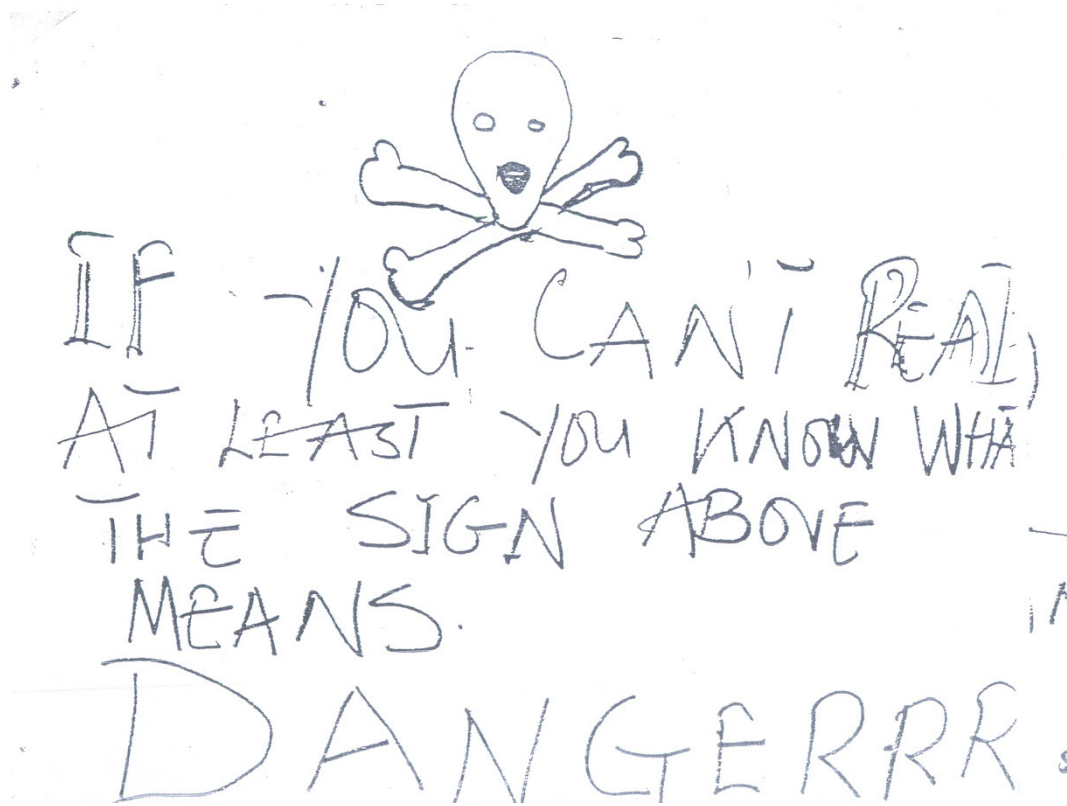 IF YOU CAN'T READ,
AT LEAST YOU KNOW WHA
THE SIGN ABOVE
MEANS.
DANGERRR